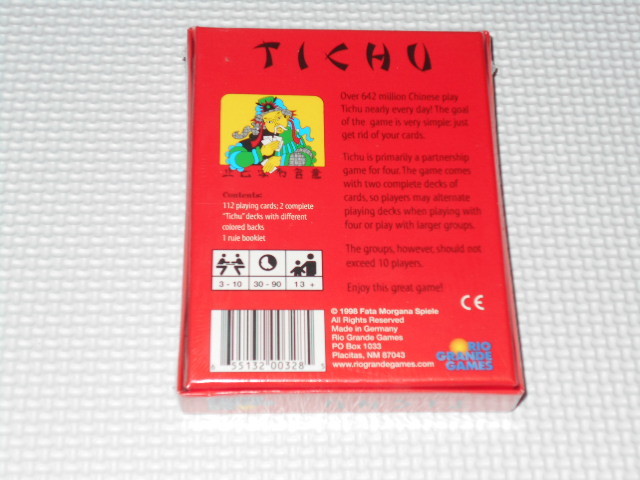 TICHU
Over 642 million Chinese play
Tichu nearly every day! The goal
of the game is very simple: just
get rid of your cards.
Tichu is primarily a partnership
game for four. The game comes
with two complete decks of
cards, so players may alternate
playing decks when playing with
four or play with larger groups.
The groups, however, should not
exceed 10 players.
Enjoy this great game!
Contents:
112 playing cards; 2 complete
"Tichu" decks with different
colored backs
1 rule booklet
3 - 10
30 - 90
13 +
© 1998 Fata Morgana Spiele
All Rights Reserved
Made in Germany
Rio Grande Games
PO Box 1033
Placitas, NM 87043
www.riograndegames.com
CE
6 55132 00328 5
RIO
GRANDE
GAMES